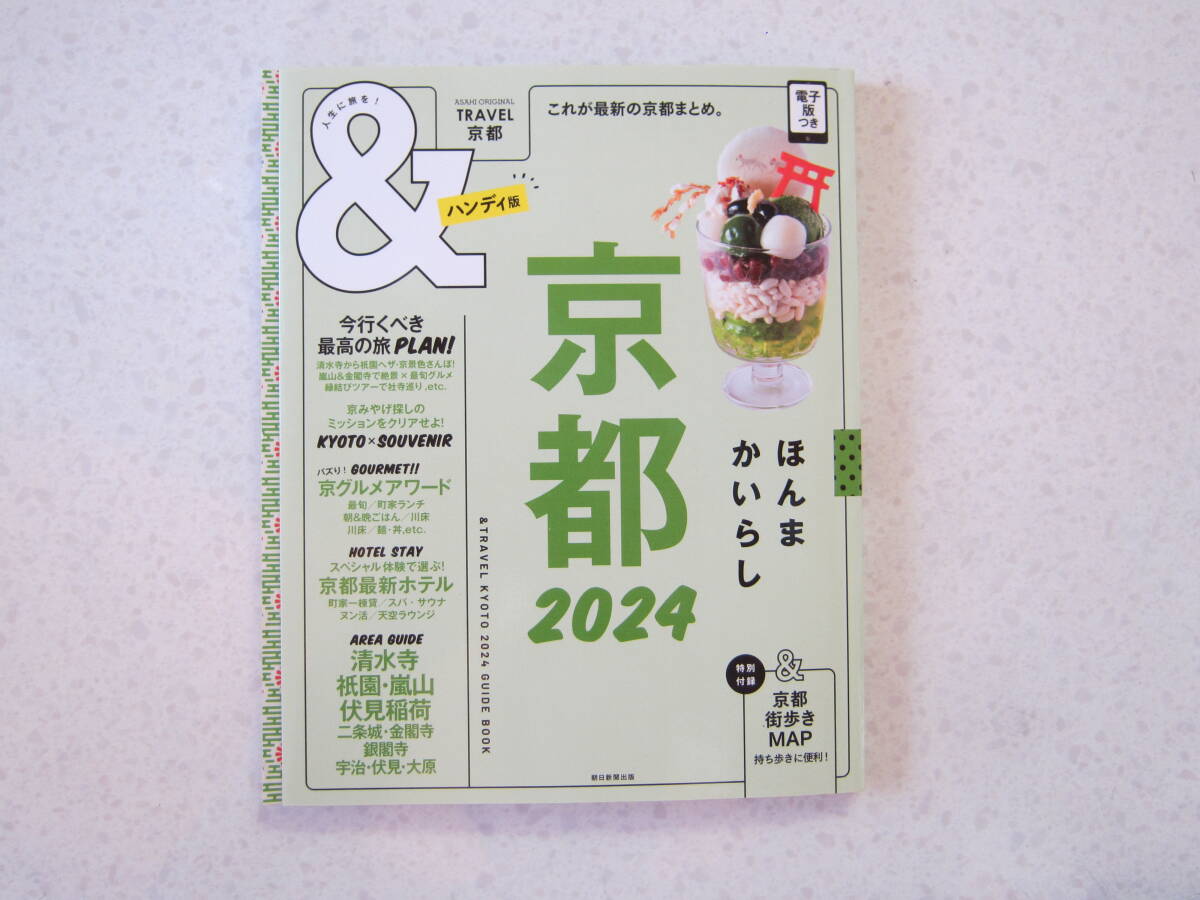 人生に旅を！
&
ASAHI ORIGINAL
TRAVEL
京都
ハンディ版
これが最新の京都まとめ。
電子
版
つき
京都
2024
ほんま
かいらし
今行くべき
最高の旅 PLAN!
清水寺から祇園へザ・京景色さんぽ！
嵐山&金閣寺で絶景×最旬グルメ
縁結びツアーで社寺巡り,etc.
京みやげ探しの
ミッションをクリアせよ！
KYOTO×SOUVENIR
バズり！ GOURMET!!
京グルメアワード
最旬／町家ランチ
朝&晩ごはん／川床
川床／麺・丼,etc.
HOTEL STAY
スペシャル体験で選ぶ！
京都最新ホテル
町家一棟貸／スパ・サウナ
ヌン活／天空ラウンジ
AREA GUIDE
清水寺
祇園・嵐山
伏見稲荷
二条城・金閣寺
銀閣寺
宇治・伏見・大原
&TRAVEL KYOTO 2024 GUIDE BOOK
特別
付録
&
京都
街歩き
MAP
持ち歩きに便利！
朝日新聞出版